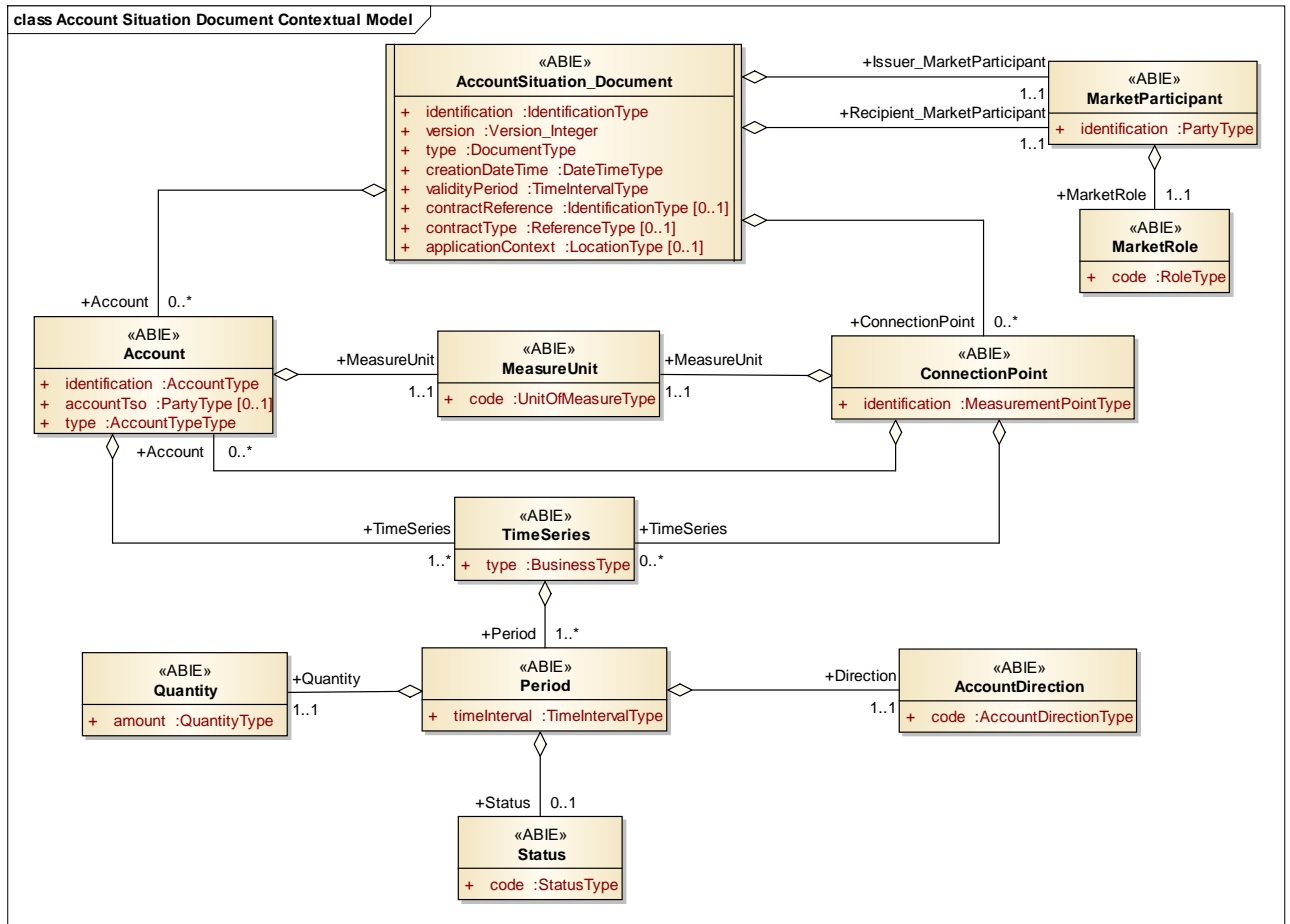 class Account Situation Document Contextual Model
«ABIE»
AccountSituation_Document
+ identification :IdentificationType
+ version :Version_Integer
+ type :DocumentType
+ creationDateTime :DateTimeType
+ validityPeriod :TimeIntervalType
+ contractReference :IdentificationType [0..1]
+ contractType :ReferenceType [0..1]
+ applicationContext :LocationType [0..1]
+Issuer_MarketParticipant
1..1
+Recipient_MarketParticipant
1..1
«ABIE»
MarketParticipant
+ identification :PartyType
+MarketRole 1..1
«ABIE»
MarketRole
+ code :RoleType
+Account 0..*
«ABIE»
Account
+ identification :AccountType
+ accountTso :PartyType [0..1]
+ type :AccountTypeType
+MeasureUnit
1..1
«ABIE»
MeasureUnit
+ code :UnitOfMeasureType
+MeasureUnit
1..1
+ConnectionPoint 0..*
«ABIE»
ConnectionPoint
+ identification :MeasurementPointType
+Account 0..*
+TimeSeries
1..*
«ABIE»
TimeSeries
+ type :BusinessType
+TimeSeries
0..*
+Period 1..*
«ABIE»
Quantity
+ amount :QuantityType
+Quantity
1..1
«ABIE»
Period
+ timeInterval :TimeIntervalType
+Direction
1..1
«ABIE»
AccountDirection
+ code :AccountDirectionType
+Status 0..1
«ABIE»
Status
+ code :StatusType